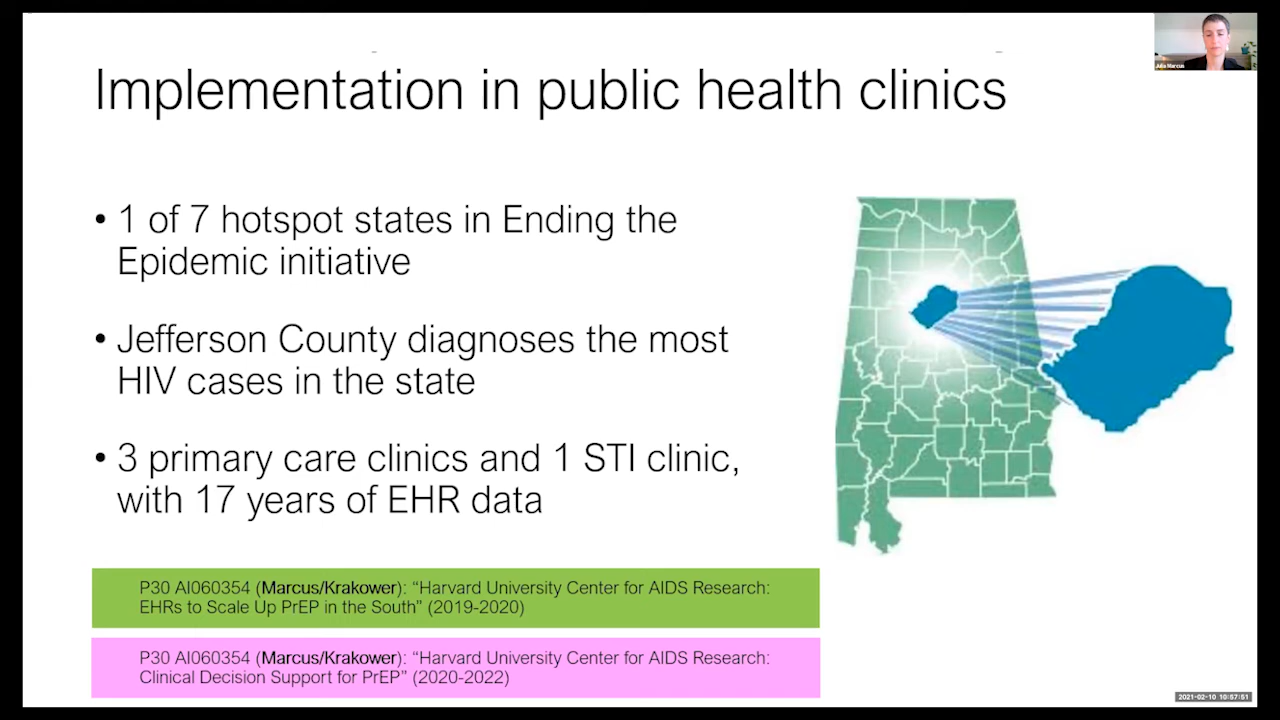 Implementation in public health clinics
Julia Marcus
• 1 of 7 hotspot states in Ending the
Epidemic initiative
• Jefferson County diagnoses the most
HIV cases in the state
• 3 primary care clinics and 1 STI clinic,
with 17 years of EHR data
P30 AI060354 (Marcus/Krakower): “Harvard University Center for AIDS Research:
EHRs to Scale Up PrEP in the South” (2019-2020)
P30 AI060354 (Marcus/Krakower): “Harvard University Center for AIDS Research:
Clinical Decision Support for PrEP” (2020-2022)
2021-02-10 10:57:51